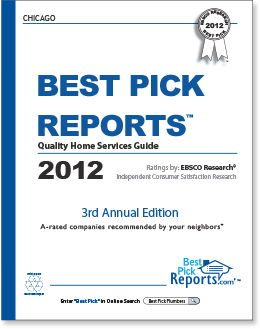 CHICAGO
2012
BEST PICK
BEST PICK
REPORTS™
Quality Home Services Guide
2012
Ratings by: EBSCO Research®
Independent Consumer Satisfaction Research
3rd Annual Edition
A-rated companies recommended by your neighbors™
Best
Pick
Reports.com™
Enter "Best Pick" in Online Search
Best Pick Plumbers